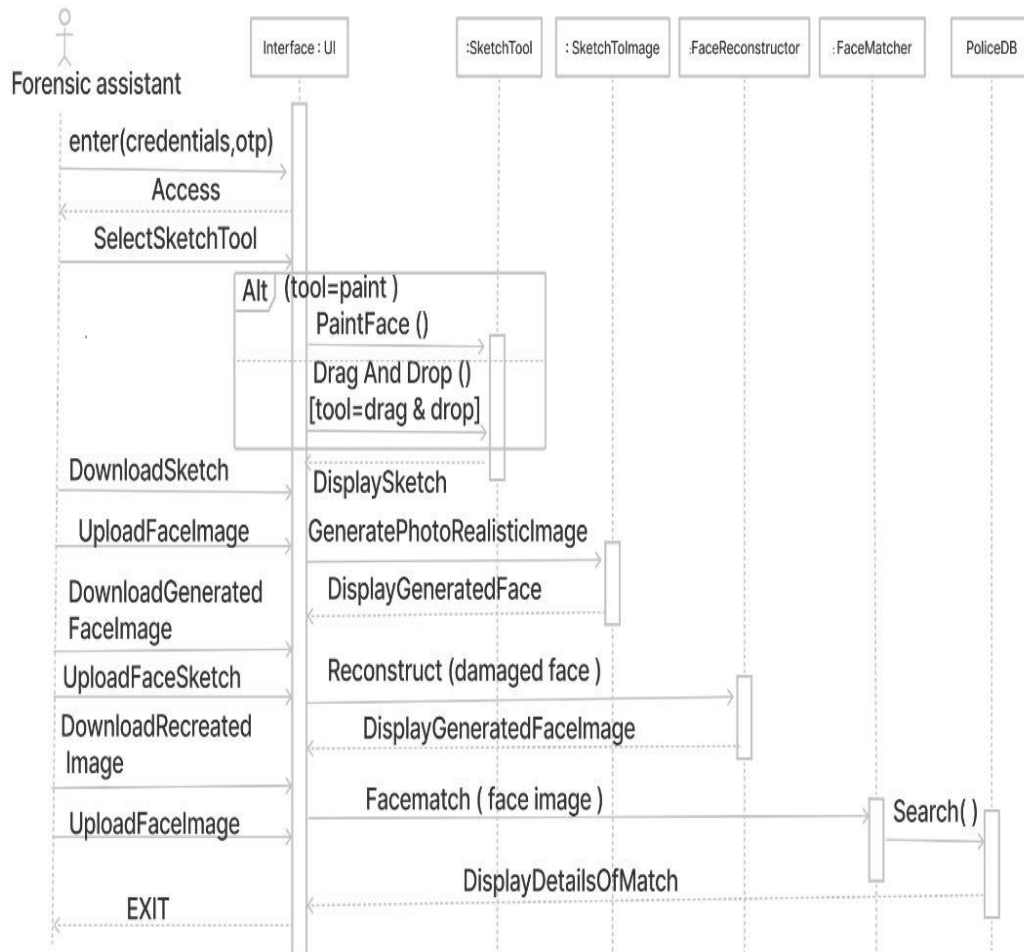 Interface : UI
:SketchTool
: SketchToImage
:FaceReconstructor
: FaceMatcher
PoliceDB
Forensic assistant
enter(credentials,otp)
Access
SelectSketchTool
Alt
(tool=paint )
PaintFace ()
Drag And Drop ()
[tool=drag & drop]
DownloadSketch
DisplaySketch
UploadFaceImage
GeneratePhotoRealisticImage
DownloadGenerated
FaceImage
DisplayGeneratedFace
UploadFaceSketch
Reconstruct (damaged face )
DownloadRecreated
Image
DisplayGeneratedFaceImage
UploadFaceImage
Facematch ( face image )
Search( )
DisplayDetailsOfMatch
EXIT